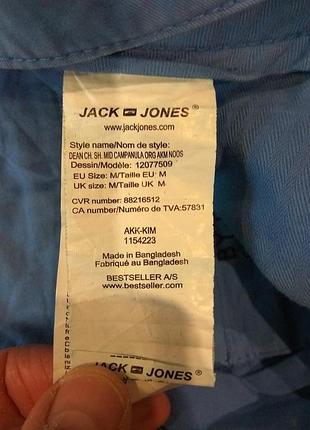 JACK JONES ®
www.jackjones.com
Style name/Nom de style:
DEAN CH. SH. MID CAMPANULA ORG AKM NOOS
Dessin/Modèle: 12077509
EU Size: M/Taille EU: M
UK size: M/Taille UK: M
CVR number: 88216512
CA number/Numéro de TVA:57831
AKK-KIM
1154223
Made in Bangladesh
Fabriqué au Bangladesh
BESTSELLER A/S
www.bestseller.com
JACK JONES ®